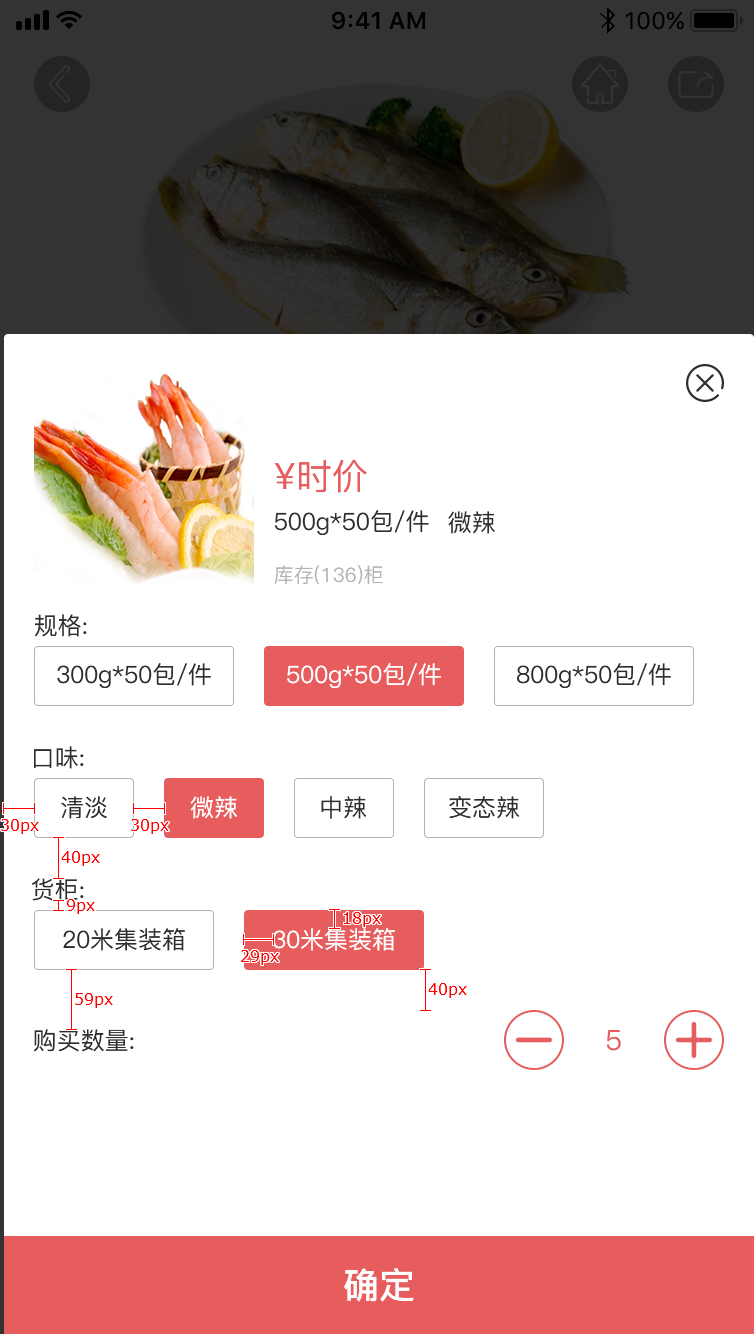 9:41 AM 100%
¥时价
500g*50包/件 微辣
库存(136)柜
规格:
300g*50包/件 500g*50包/件 800g*50包/件
口味:
清淡 微辣 中辣 变态辣
30px 30px
40px
货柜:
9px
18px
20米集装箱 30米集装箱
29px
59px 40px
购买数量: 5
确定